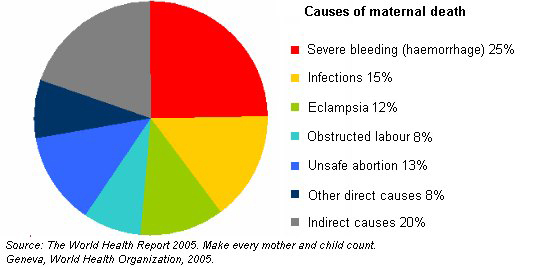 Causes of maternal death
Severe bleeding (haemorrhage) 25%
Infections 15%
Eclampsia 12%
Obstructed labour 8%
Unsafe abortion 13%
Other direct causes 8%
Indirect causes 20%
Source: The World Health Report 2005. Make every mother and child count.
Geneva, World Health Organization, 2005.